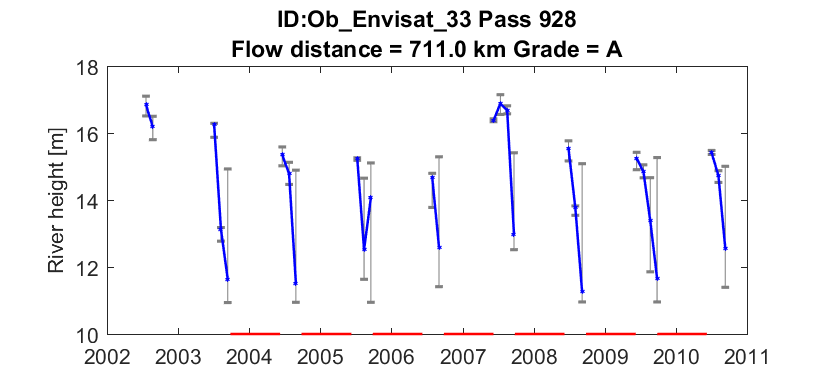 ID:Ob_Envisat_33 Pass 928
Flow distance = 711.0 km Grade = A
18
16
14
12
10
River height [m]
2002 2003 2004 2005 2006 2007 2008 2009 2010 2011